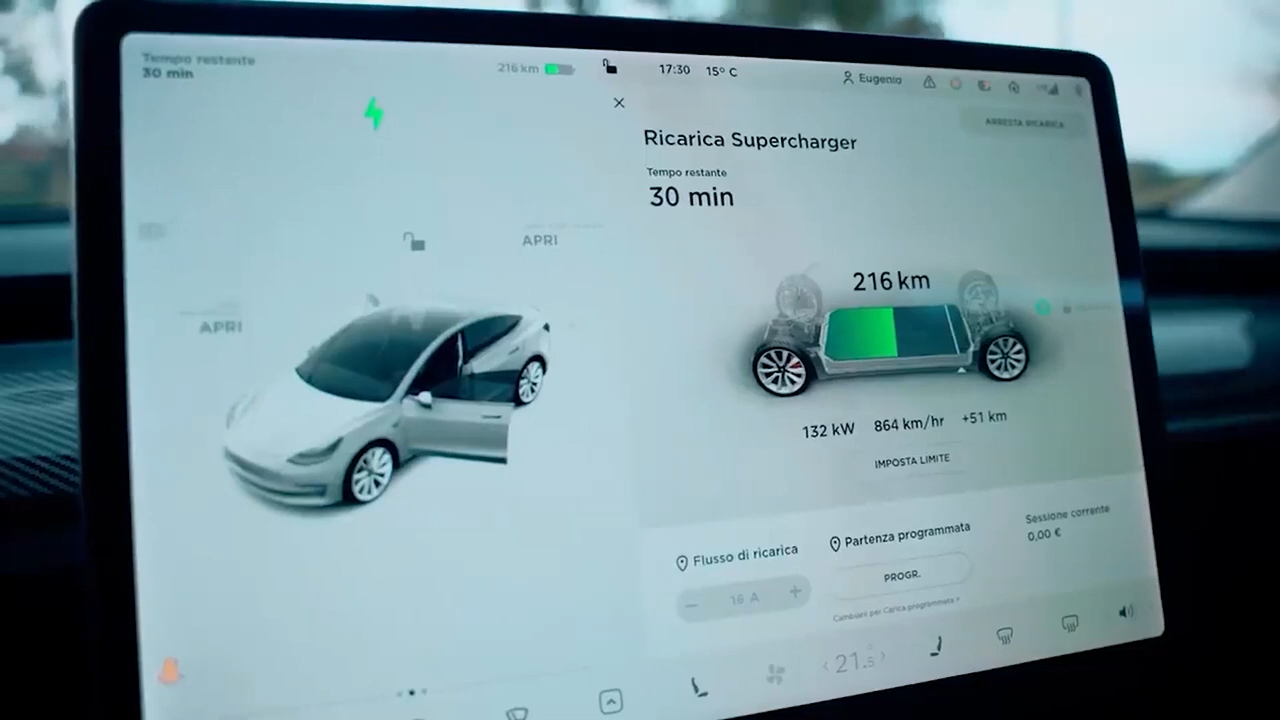 Tempo restante
30 min
216 km
17:30
15° C
Eugenio
ARRESTA RICARICA
Ricarica Supercharger
Tempo restante
30 min
APRI
APRI
216 km
132 kW
864 km/hr
+51 km
IMPOSTA LIMITE
Flusso di ricarica
16 A
Partenza programmata
PROGR.
Sessione corrente
0,00 €
21.5